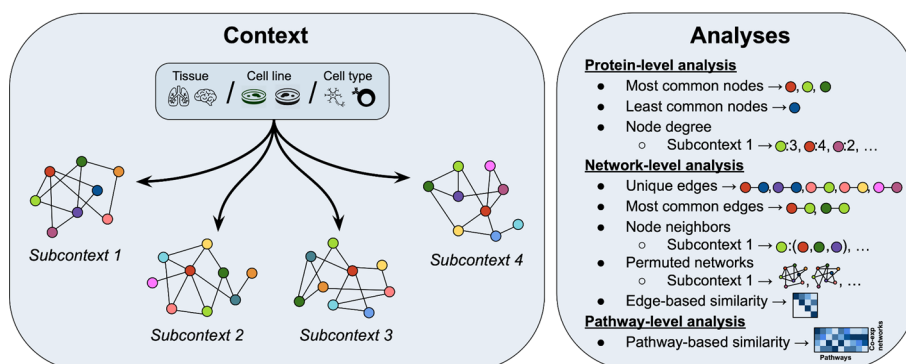 Context
Tissue / Cell line / Cell type
Subcontext 1
Subcontext 2
Subcontext 3
Subcontext 4
Analyses
Protein-level analysis
● Most common nodes → , ,
● Least common nodes →
● Node degree
○ Subcontext 1 → :3, :4, :2, ...
Network-level analysis
● Unique edges → , , , ,
● Most common edges → ,
● Node neighbors
○ Subcontext 1 → :( , , ), ...
● Permuted networks
○ Subcontext 1 → , , ...
● Edge-based similarity →
Pathway-level analysis
● Pathway-based similarity →
Co-exp
networks
Pathways